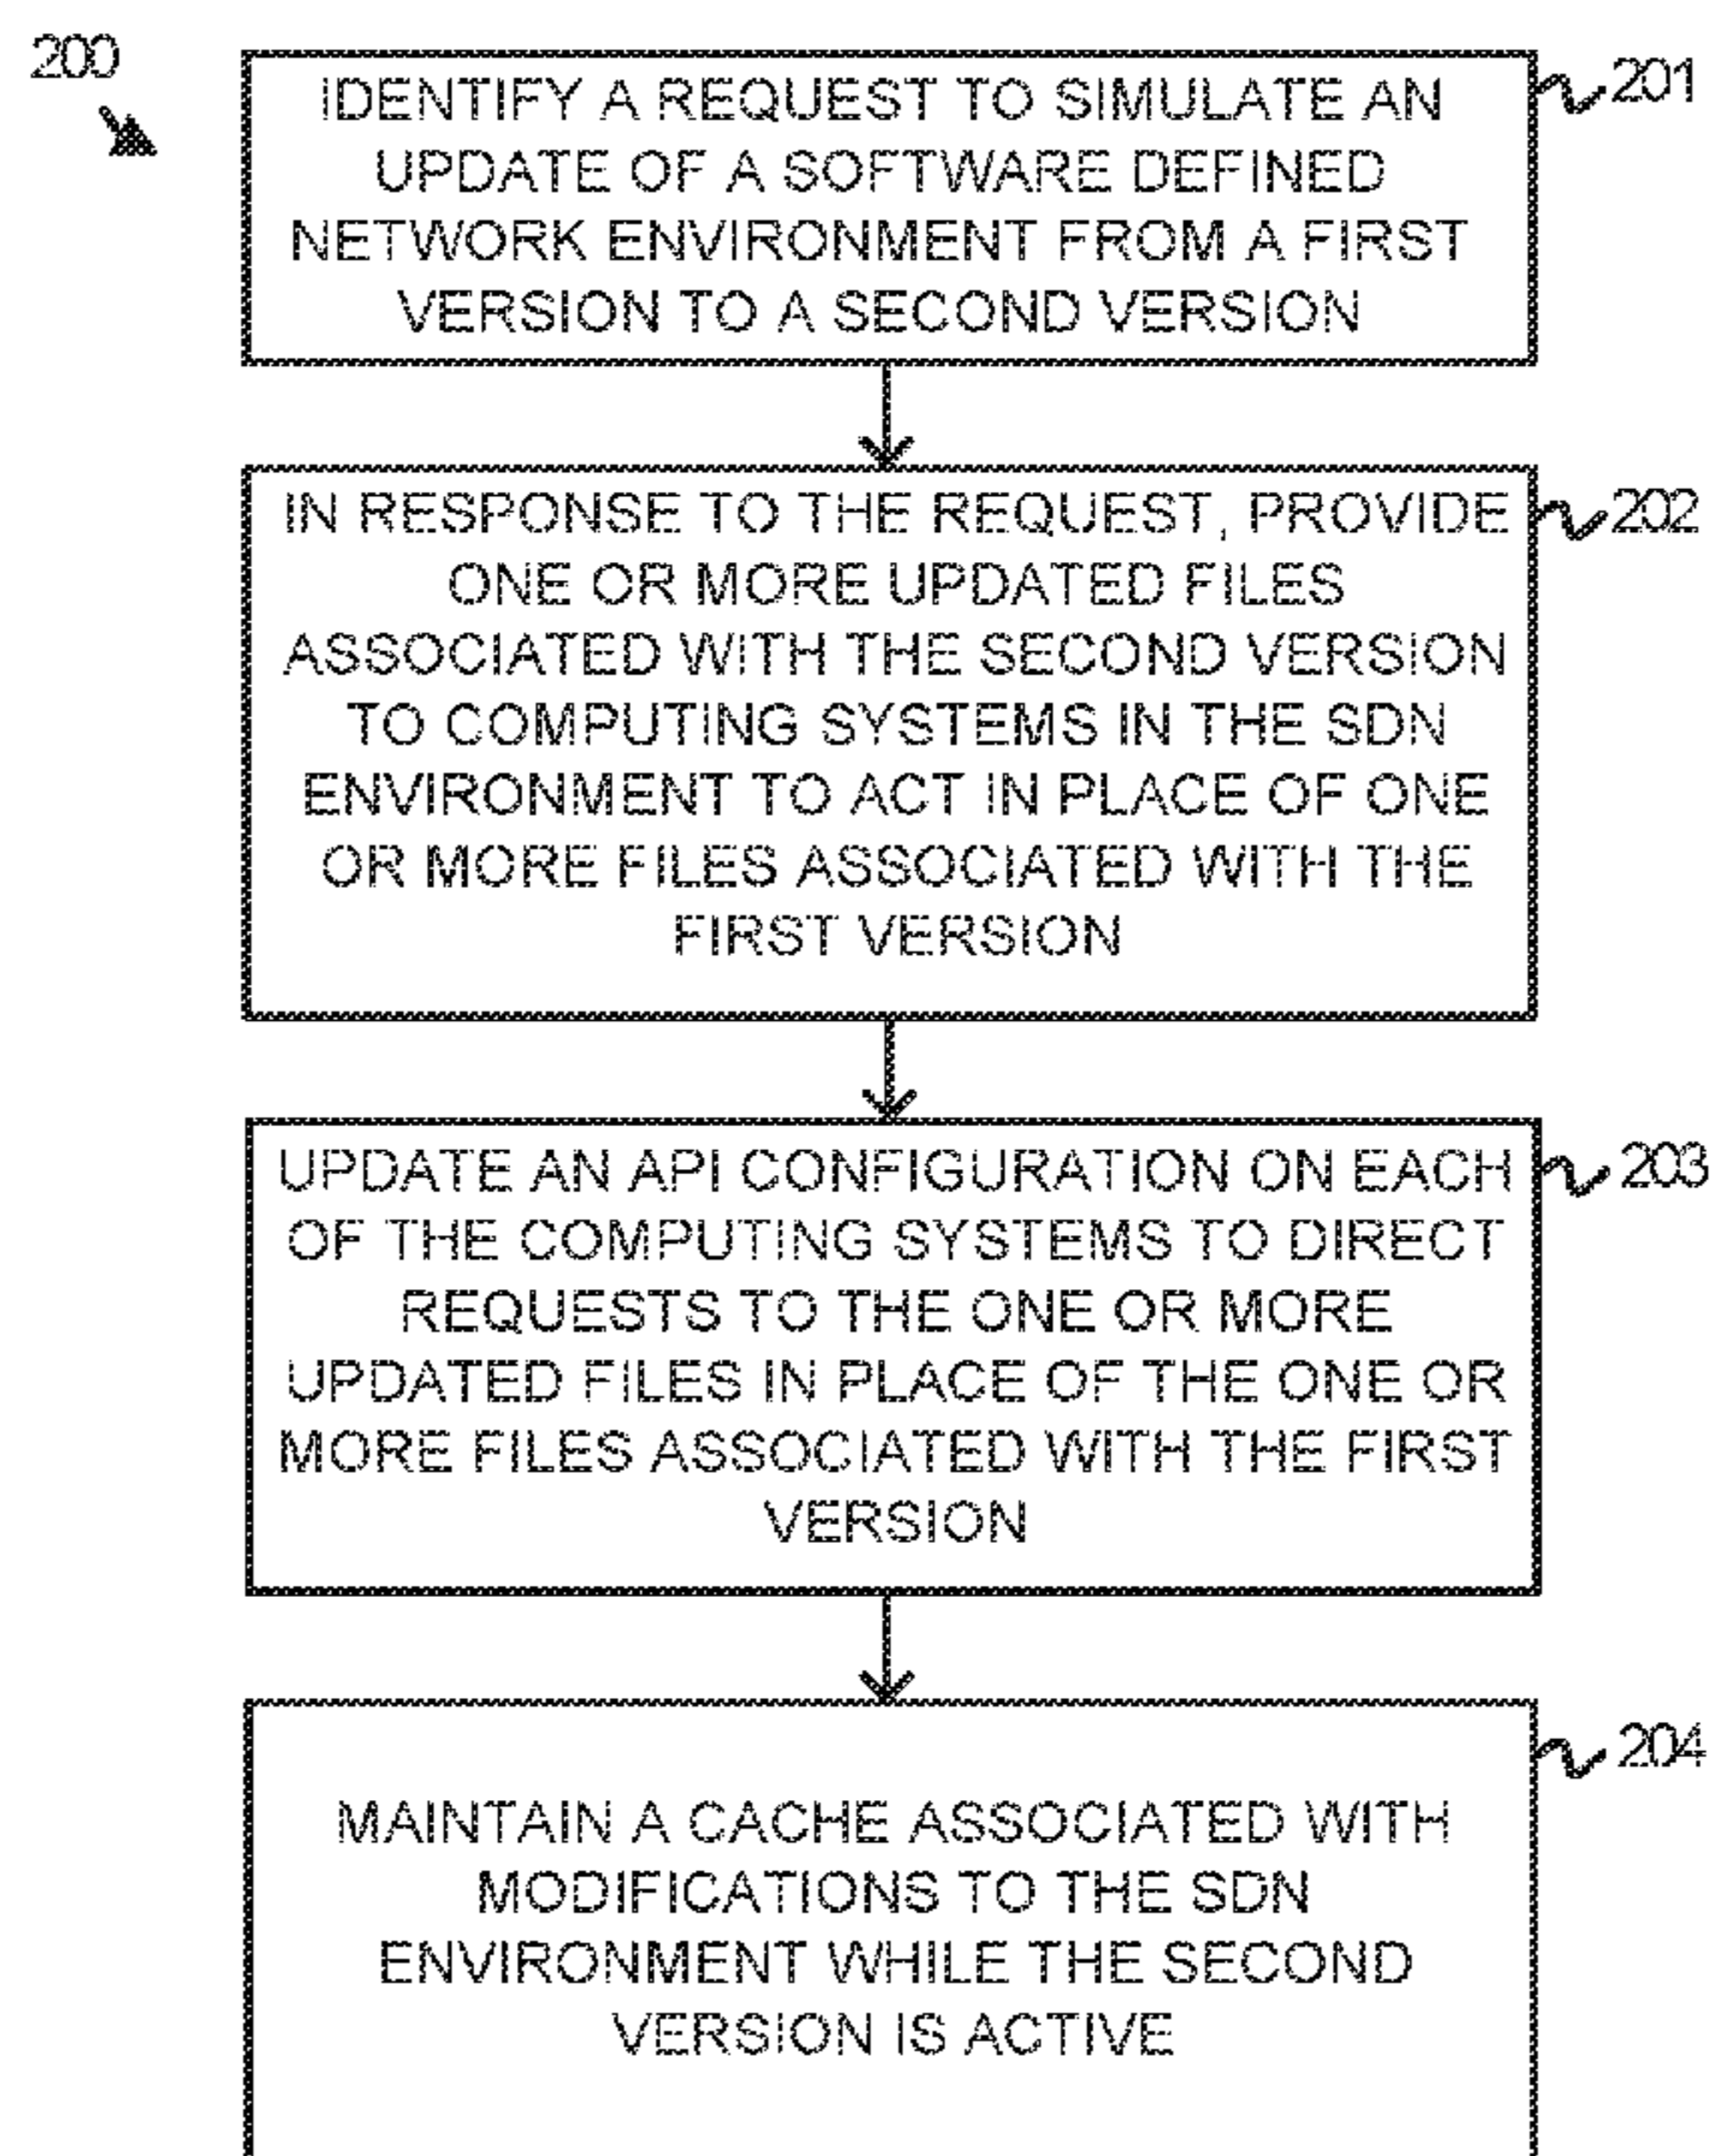 200
IDENTIFY A REQUEST TO SIMULATE AN
UPDATE OF A SOFTWARE DEFINED
NETWORK ENVIRONMENT FROM A FIRST
VERSION TO A SECOND VERSION
201
IN RESPONSE TO THE REQUEST, PROVIDE
ONE OR MORE UPDATED FILES
ASSOCIATED WITH THE SECOND VERSION
TO COMPUTING SYSTEMS IN THE SDN
ENVIRONMENT TO ACT IN PLACE OF ONE
OR MORE FILES ASSOCIATED WITH THE
FIRST VERSION
202
UPDATE AN API CONFIGURATION ON EACH
OF THE COMPUTING SYSTEMS TO DIRECT
REQUESTS TO THE ONE OR MORE
UPDATED FILES IN PLACE OF THE ONE OR
MORE FILES ASSOCIATED WITH THE FIRST
VERSION
203
MAINTAIN A CACHE ASSOCIATED WITH
MODIFICATIONS TO THE SDN
ENVIRONMENT WHILE THE SECOND
VERSION IS ACTIVE
204